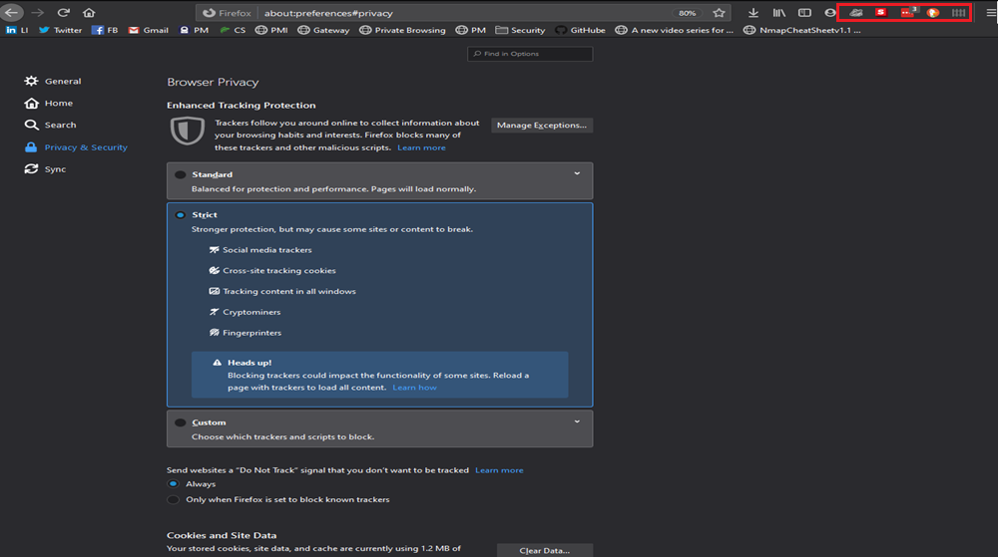 Firefox about:preferences#privacy 80% S 3
LI Twitter FB Gmail PM CS PMI Gateway Private Browsing PM Security GitHub A new video series for ... NmapCheatSheetv1.1 ...
Find in Options
General
Home
Search
Privacy & Security
Sync
Browser Privacy
Enhanced Tracking Protection
Trackers follow you around online to collect information about
your browsing habits and interests. Firefox blocks many of
these trackers and other malicious scripts. Learn more
Manage Exceptions...
Standard
Balanced for protection and performance. Pages will load normally.
Strict
Stronger protection, but may cause some sites or content to break.
Social media trackers
Cross-site tracking cookies
Tracking content in all windows
Cryptominers
Fingerprinters
Heads up!
Blocking trackers could impact the functionality of some sites. Reload a
page with trackers to load all content. Learn how
Custom
Choose which trackers and scripts to block.
Send websites a “Do Not Track” signal that you don’t want to be tracked Learn more
Always
Only when Firefox is set to block known trackers
Cookies and Site Data
Your stored cookies, site data, and cache are currently using 1.2 MB of
Clear Data...